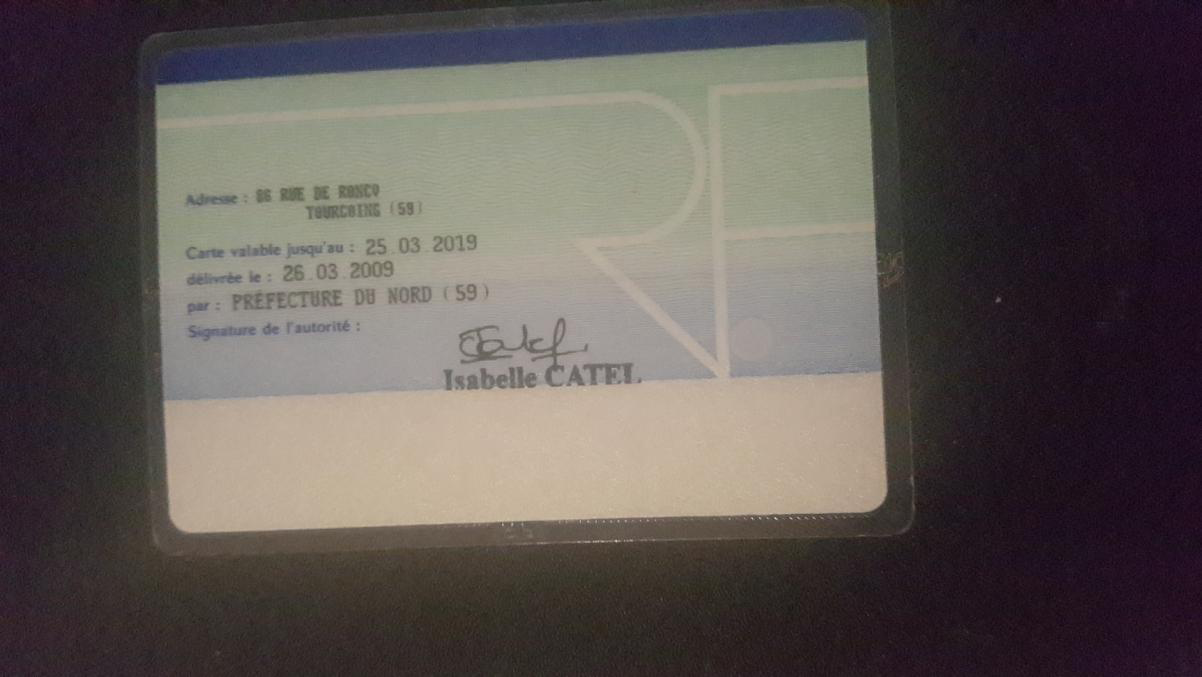 Adresse : 86 RUE DE RONCQ
TOURCOING (59)
Carte valable jusqu'au : 25.03.2019
délivrée le : 26.03.2009
par : PRÉFECTURE DU NORD (59)
Signature de l'autorité :
Isabelle CATEL
RF